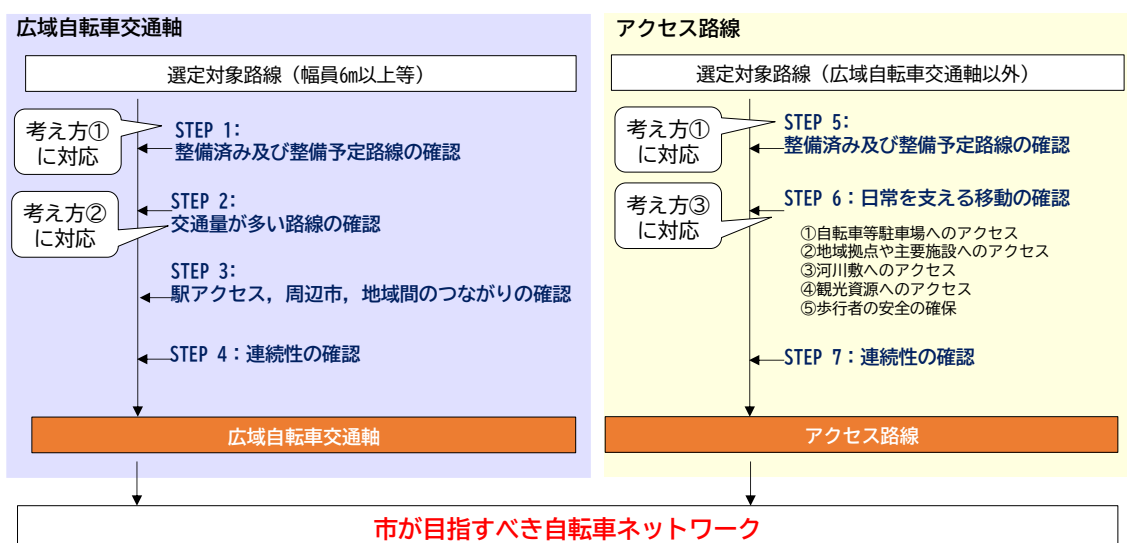 広域自転車交通軸
選定対象路線（幅員6m以上等）
考え方①
に対応
STEP 1：
整備済み及び整備予定路線の確認
考え方②
に対応
STEP 2：
交通量が多い路線の確認
STEP 3：
駅アクセス，周辺市，地域間のつながりの確認
STEP 4：連続性の確認
広域自転車交通軸
アクセス路線
選定対象路線（広域自転車交通軸以外）
考え方①
に対応
STEP 5：
整備済み及び整備予定路線の確認
考え方③
に対応
STEP 6：日常を支える移動の確認
①自転車等駐車場へのアクセス
②地域拠点や主要施設へのアクセス
③河川敷へのアクセス
④観光資源へのアクセス
⑤歩行者の安全の確保
STEP 7：連続性の確認
アクセス路線
市が目指すべき自転車ネットワーク